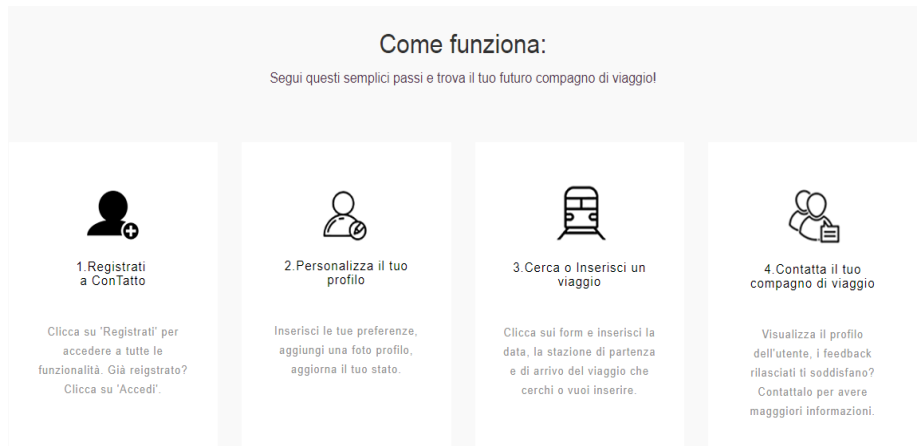 Come funziona:
Segui questi semplici passi e trova il tuo futuro compagno di viaggio!
1.Registrati
a ConTatto
Clicca su 'Registrati' per
accedere a tutte le
funzionalità. Già reigstrato?
Clicca su 'Accedi'.
2.Personalizza il tuo
profilo
Inserisci le tue preferenze,
aggiungi una foto profilo,
aggiorna il tuo stato.
3.Cerca o Inserisci un
viaggio
Clicca sui form e inserisci la
data, la stazione di partenza
e di arrivo del viaggio che
cerchi o vuoi inserire.
4.Contatta il tuo
compagno di viaggio
Visualizza il profilo
dell'utente, i feedback
rilasciati ti soddisfano?
Contattalo per avere
magggiori informazioni.